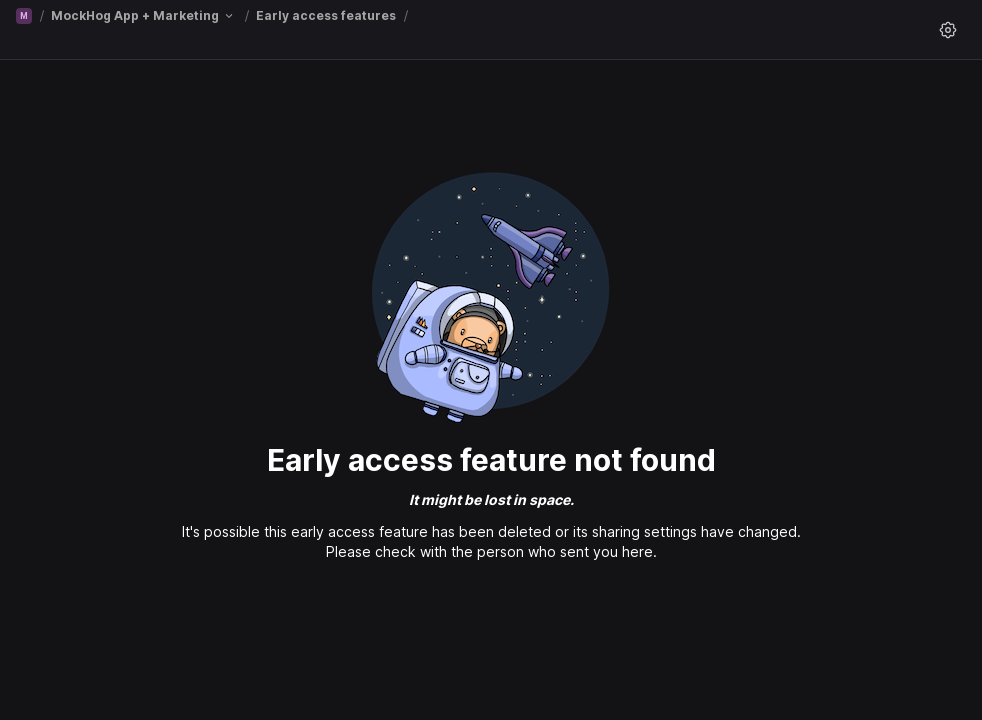 M / MockHog App + Marketing / Early access features /
Early access feature not found
It might be lost in space.
It's possible this early access feature has been deleted or its sharing settings have changed.
Please check with the person who sent you here.